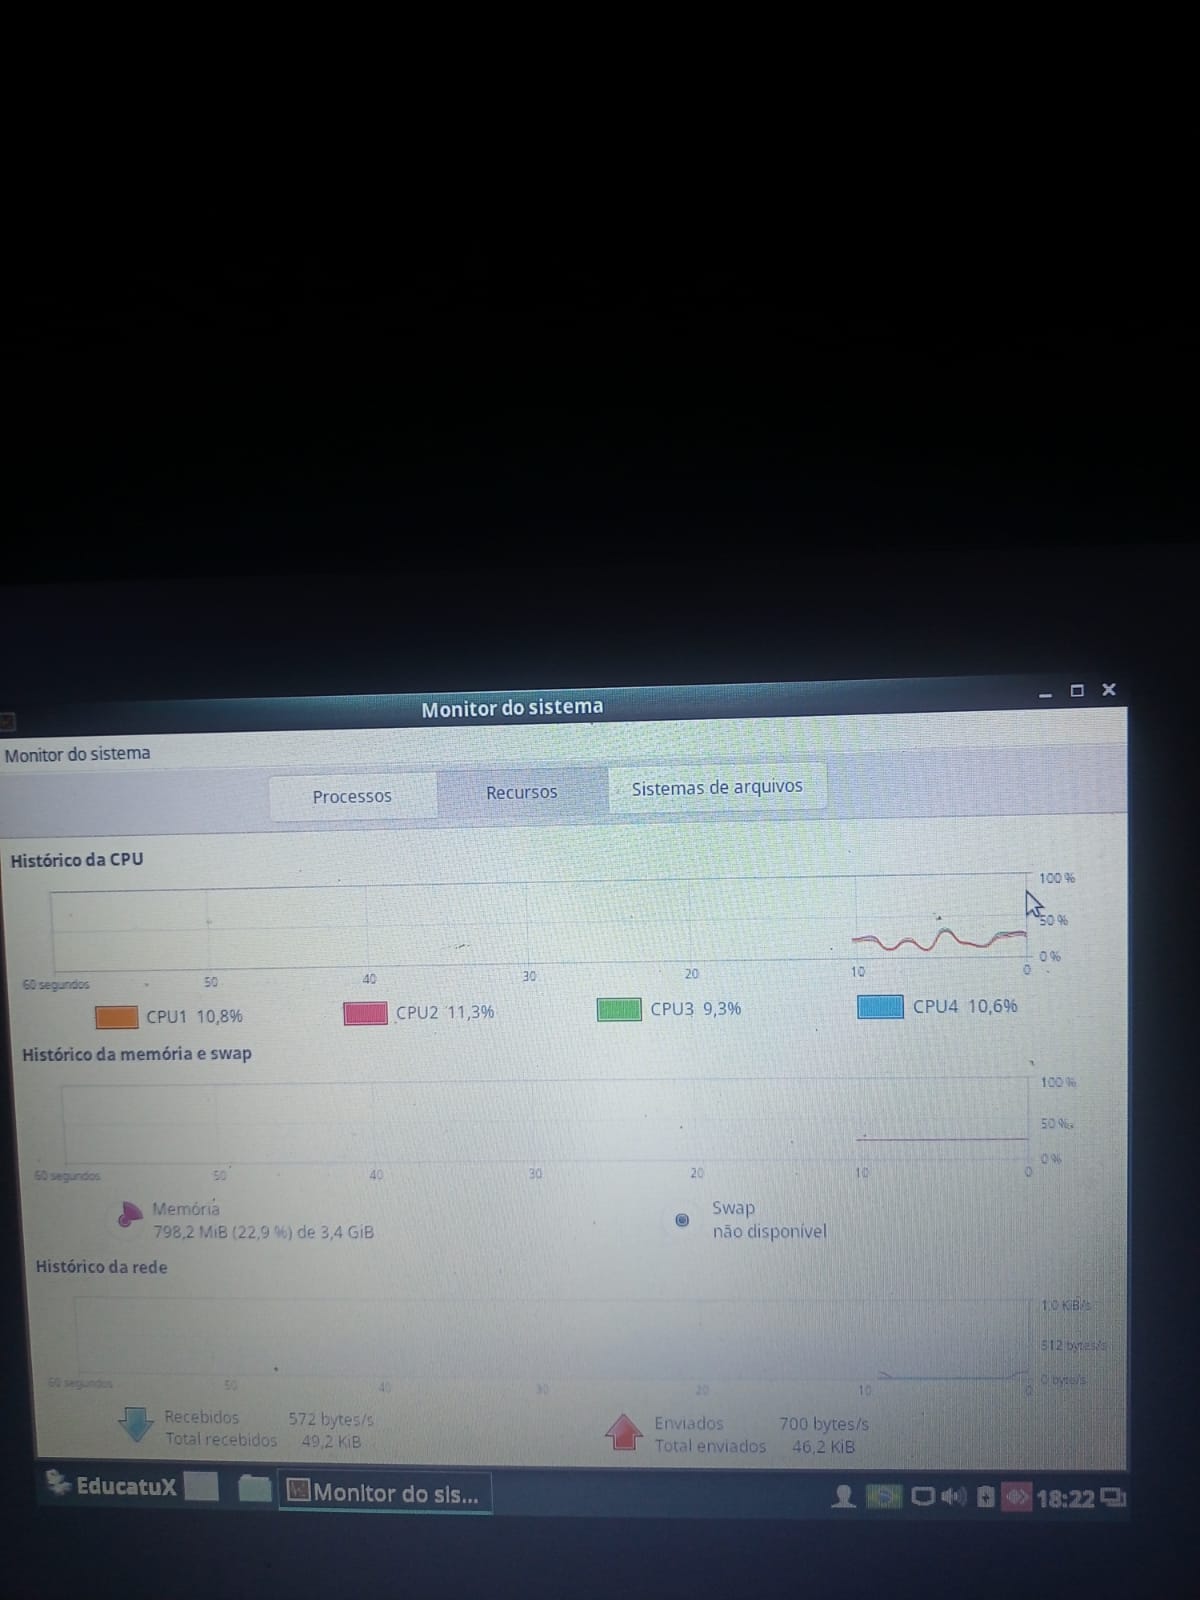 Monitor do sistema
Monitor do sistema
Processos
Recursos
Sistemas de arquivos
Histórico da CPU
100 %
50 %
0 %
60 segundos 50 40 30 20 10 0
CPU1 10,8%
CPU2 11,3%
CPU3 9,3%
CPU4 10,6%
Histórico da memória e swap
100 %
50 %
0 %
60 segundos 50 40 30 20 10 0
Memória
798,2 MiB (22,9 %) de 3,4 GiB
Swap
não disponível
Histórico da rede
1,0 KiB/s
512 bytes/s
0 byte/s
60 segundos 50 40 30 20 10 0
Recebidos 572 bytes/s
Total recebidos 49,2 KiB
Enviados 700 bytes/s
Total enviados 46,2 KiB
EducatuX
Monitor do sis...
18:22